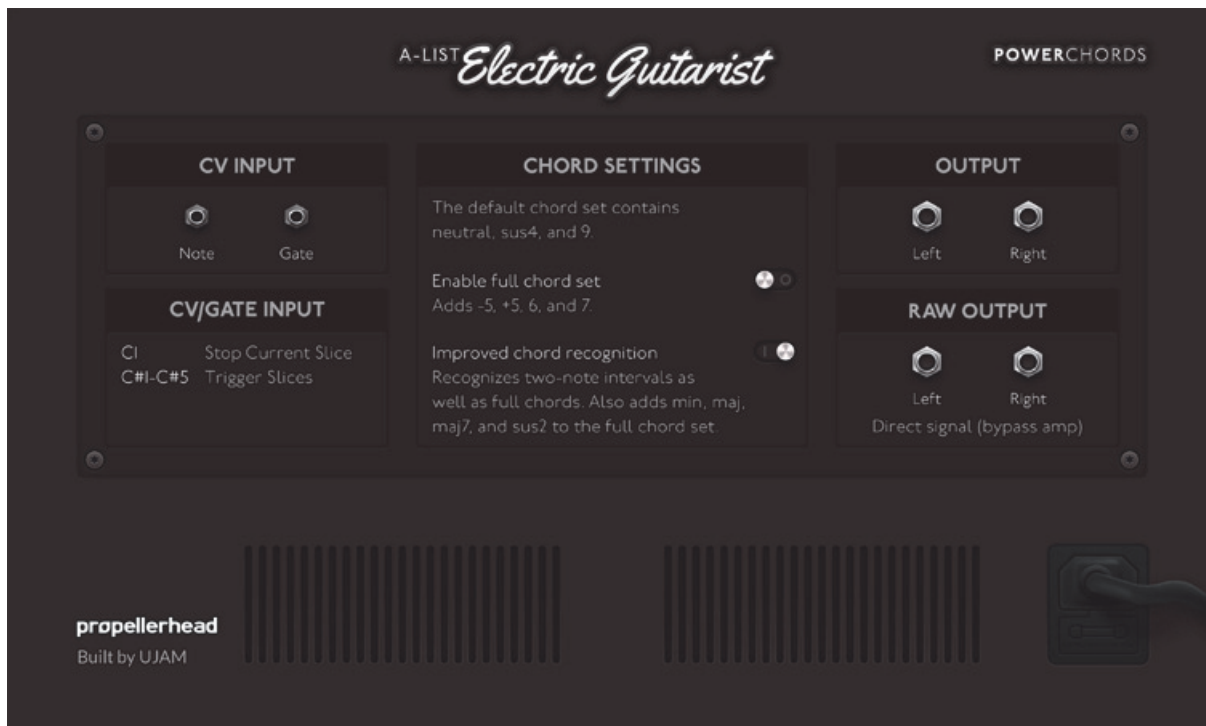 A-LIST Electric Guitarist
POWERCHORDS
CV INPUT
Note Gate
CV/GATE INPUT
C1 Stop Current Slice
C#1-C#5 Trigger Slices
CHORD SETTINGS
The default chord set contains
neutral, sus4, and 9.
Enable full chord set
Adds -5, +5, 6, and 7.
Improved chord recognition
Recognizes two-note intervals as
well as full chords. Also adds min, maj,
maj7, and sus2 to the full chord set.
OUTPUT
Left Right
RAW OUTPUT
Left Right
Direct signal (bypass amp)
propellerhead
Built by UJAM